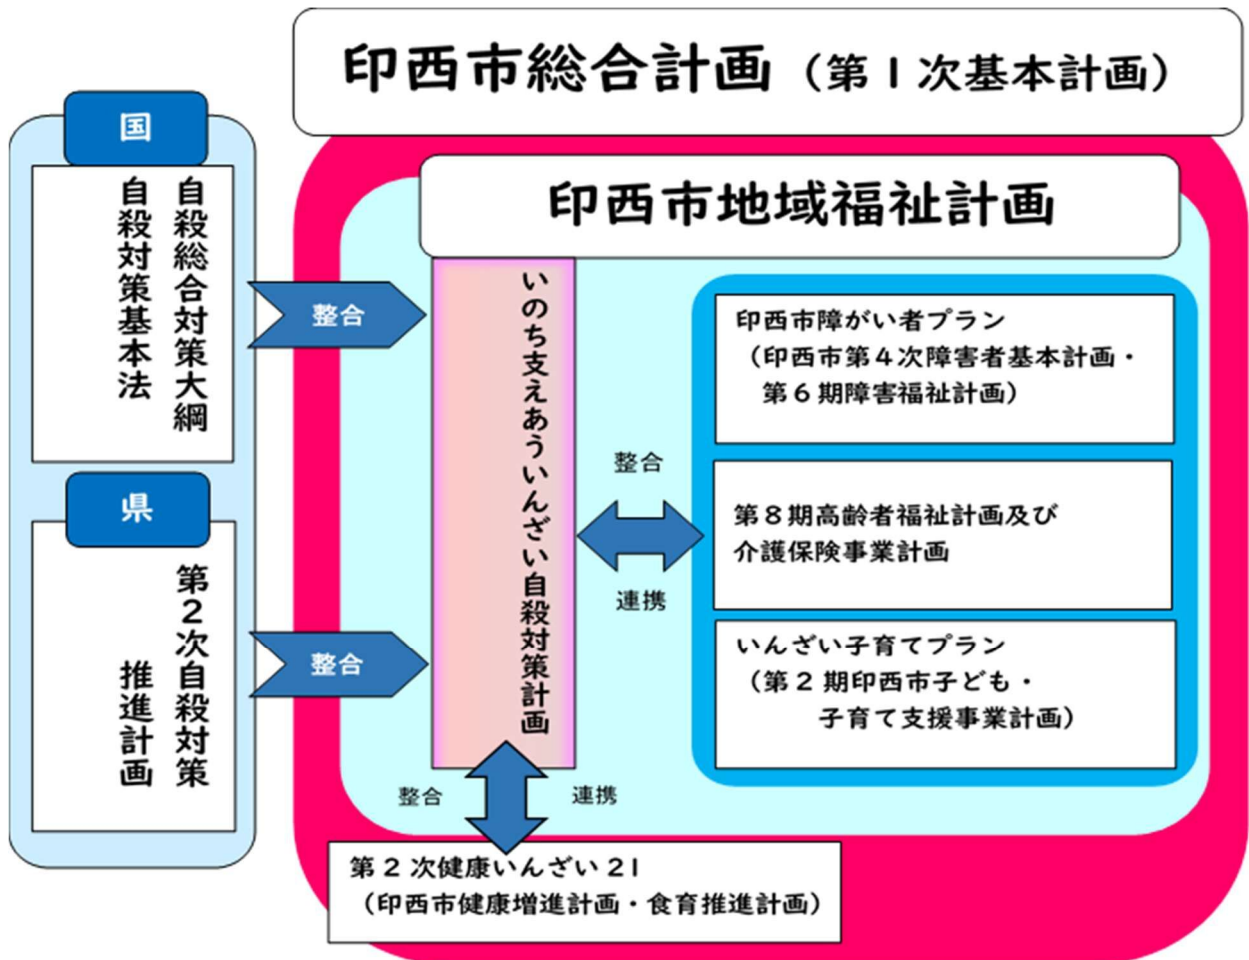 印西市総合計画（第1次基本計画）
国
自殺総合対策大綱
自殺対策基本法
県
第2次自殺対策
推進計画
印西市地域福祉計画
整合
整合
いのち支えあういんざい自殺対策計画
整合
連携
印西市障がい者プラン
（印西市第4次障害者基本計画・
第6期障害福祉計画）
第8期高齢者福祉計画及び
介護保険事業計画
いんざい子育てプラン
（第2期印西市子ども・
子育て支援事業計画）
整合
連携
第2次健康いんざい21
（印西市健康増進計画・食育推進計画）